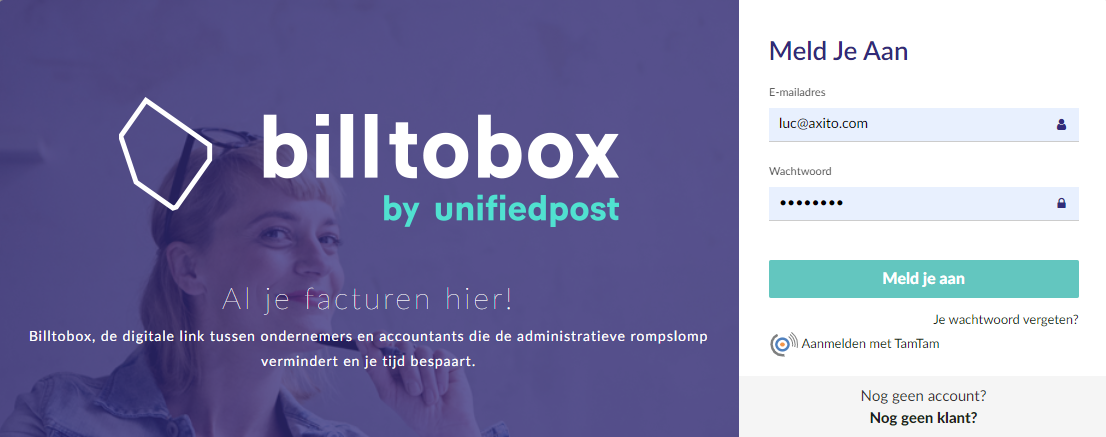 billtobox
by unifiedpost
Al je facturen hier!
Billtobox, de digitale link tussen ondernemers en accountants die de administratieve rompslomp
vermindert en je tijd bespaart.
Meld Je Aan
E-mailadres
luc@axito.com
Wachtwoord
••••••••
Meld je aan
Je wachtwoord vergeten?
Aanmelden met TamTam
Nog geen account?
Nog geen klant?